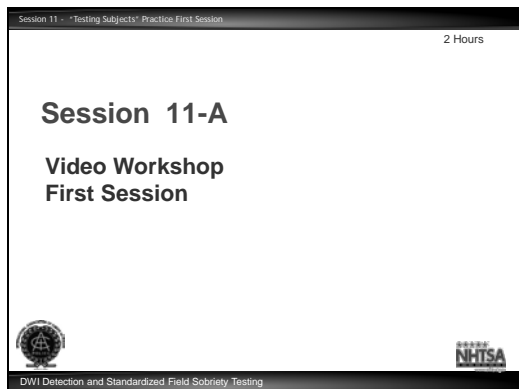 Session 11 - "Testing Subjects" Practice First Session
2 Hours
Session 11-A
Video Workshop
First Session
NHTSA
DWI Detection and Standardized Field Sobriety Testing